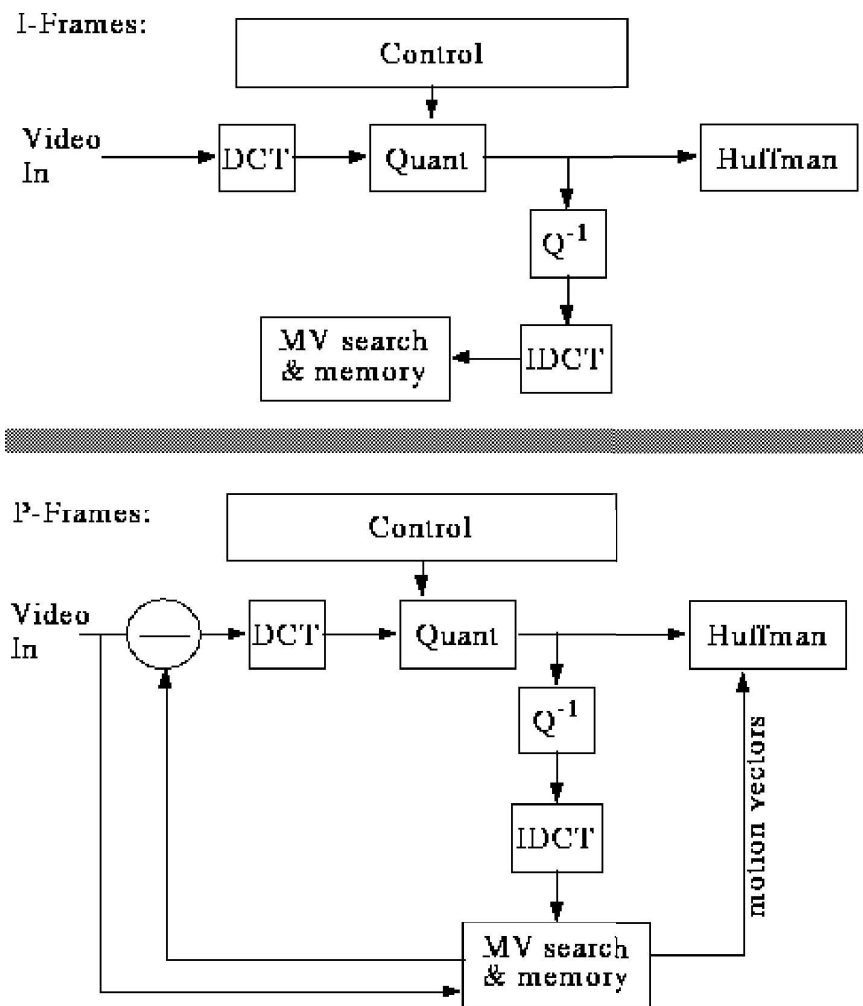 I-Frames:
Control
Video
In
DCT
Quant
Huffman
Q-1
MV search
& memory
IDCT
P-Frames:
Control
Video
In
DCT
Quant
Huffman
Q-1
motion vectors
IDCT
MV search
& memory